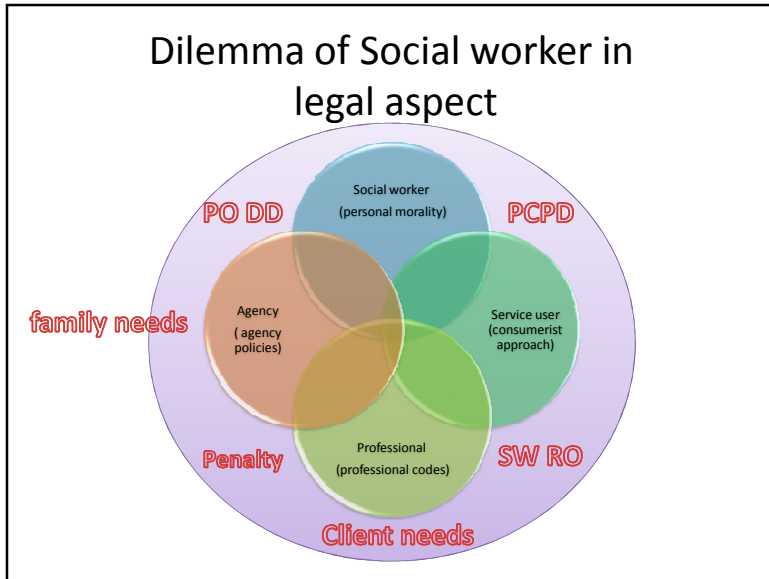 Dilemma of Social worker in
legal aspect
Social worker
(personal morality)
PO DD
PCPD
family needs
Agency
( agency
policies)
Service user
(consumerist
approach)
Penalty
Professional
(professional codes)
SW RO
Client needs